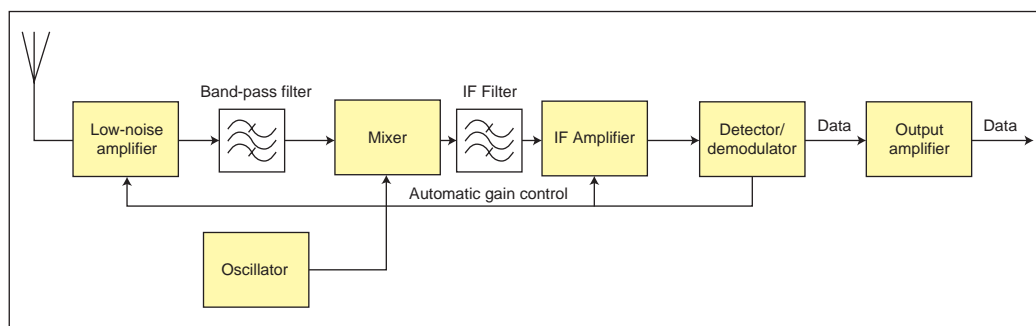 Band-pass filter
IF Filter
Low-noise
amplifier
Mixer
IF Amplifier
Detector/
demodulator
Data
Output
amplifier
Data
Automatic gain control
Oscillator